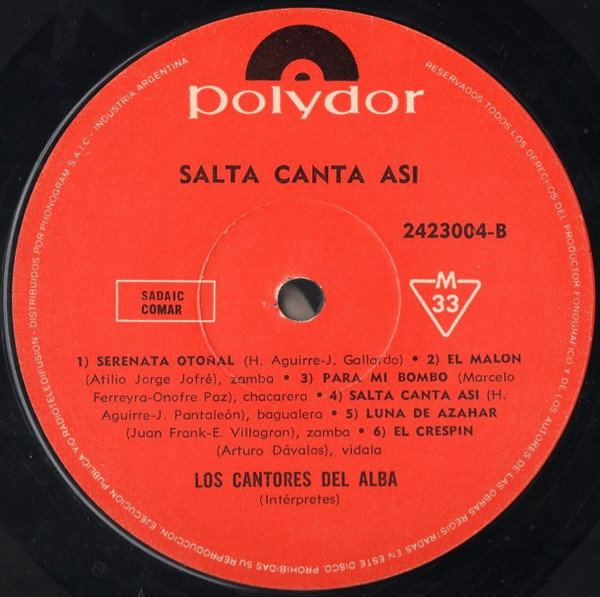 polydor
SALTA CANTA ASI
2423004-B
SADAIC
COMAR
M
33
1) SERENATA OTOÑAL (H. Aguirre-J. Gallardo) • 2) EL MALON
(Atilio Jorge Jofré), zamba • 3) PARA MI BOMBO (Marcelo
Ferreyra-Onofre Paz), chacarera • 4) SALTA CANTA ASI (H.
Aguirre-J. Pantaleón), bagualera • 5) LUNA DE AZAHAR
(Juan Frank-E. Villagran), zamba • 6) EL CRESPIN
(Arturo Dávalos), vidala
LOS CANTORES DEL ALBA
(Intérpretes)
RESERVADOS TODOS LOS DERECHOS DEL PRODUCTOR FONOGRAFICO Y DE LOS AUTORES DE LAS OBRAS REGISTRADAS EN ESTE DISCO. PROHIBIDAS SU REPRODUCCION, EJECUCION PUBLICA Y/O RADIOTELEDIFUSION - DISTRIBUIDOS POR PHONOGRAM S.A.I.C. - INDUSTRIA ARGENTINA